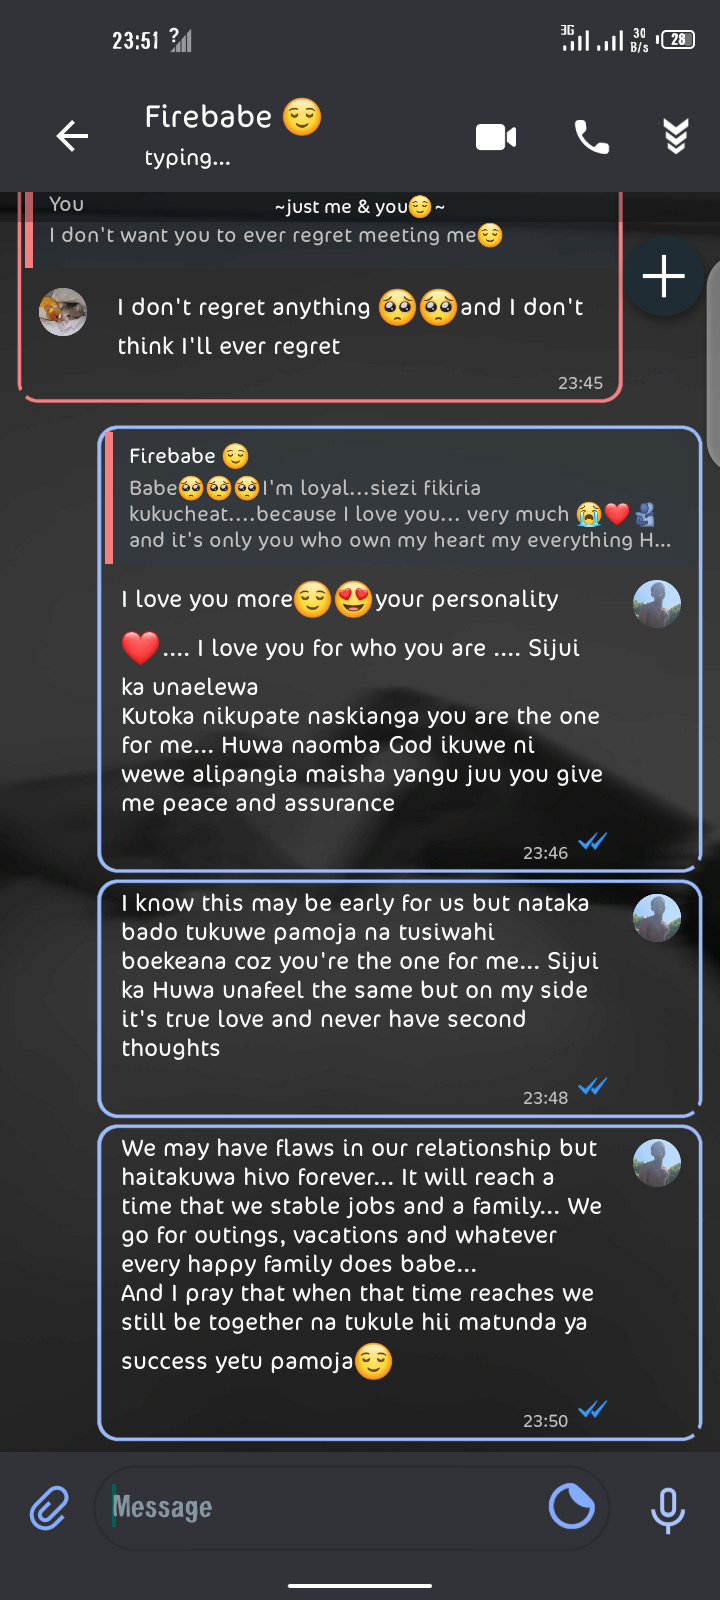 23:51 ?
3G 30 B/s 28
Firebabe 😌
typing...
You
~just me & you😌~
I don't want you to ever regret meeting me😌
I don't regret anything 🥺🥺and I don't
think I'll ever regret
23:45
Firebabe 😌
Babe🥺🥺🥺I'm loyal...siezi fikiria
kukucheat....because I love you... very much 😭❤️🫂
and it's only you who own my heart my everything H...
I love you more😌😍your personality
❤️.... I love you for who you are .... Sijui
ka unaelewa
Kutoka nikupate naskianga you are the one
for me... Huwa naomba God ikuwe ni
wewe alipangia maisha yangu juu you give
me peace and assurance
23:46
I know this may be early for us but nataka
bado tukuwe pamoja na tusiwahi
boekeana coz you're the one for me... Sijui
ka Huwa unafeel the same but on my side
it's true love and never have second
thoughts
23:48
We may have flaws in our relationship but
haitakuwa hivo forever... It will reach a
time that we stable jobs and a family... We
go for outings, vacations and whatever
every happy family does babe...
And I pray that when that time reaches we
still be together na tukule hii matunda ya
success yetu pamoja😌
23:50
Message